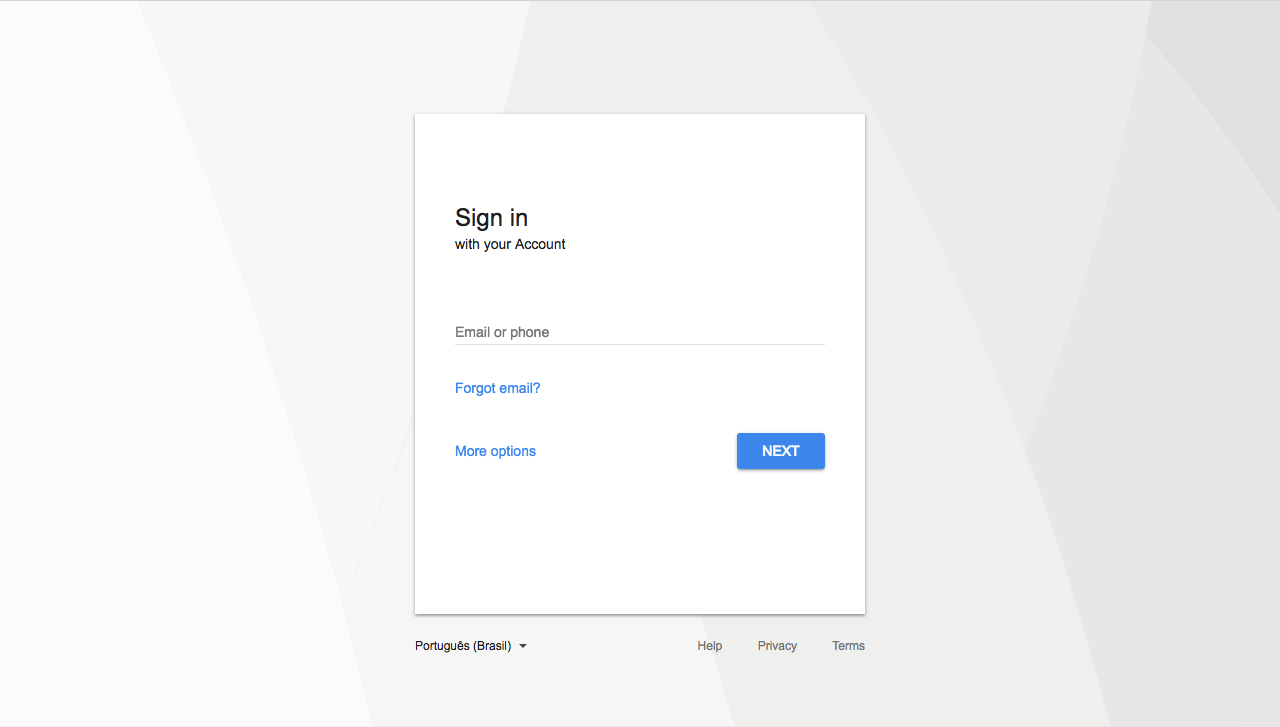 Sign in
with your Account
Email or phone
Forgot email?
More options
NEXT
Português (Brasil)
Help
Privacy
Terms